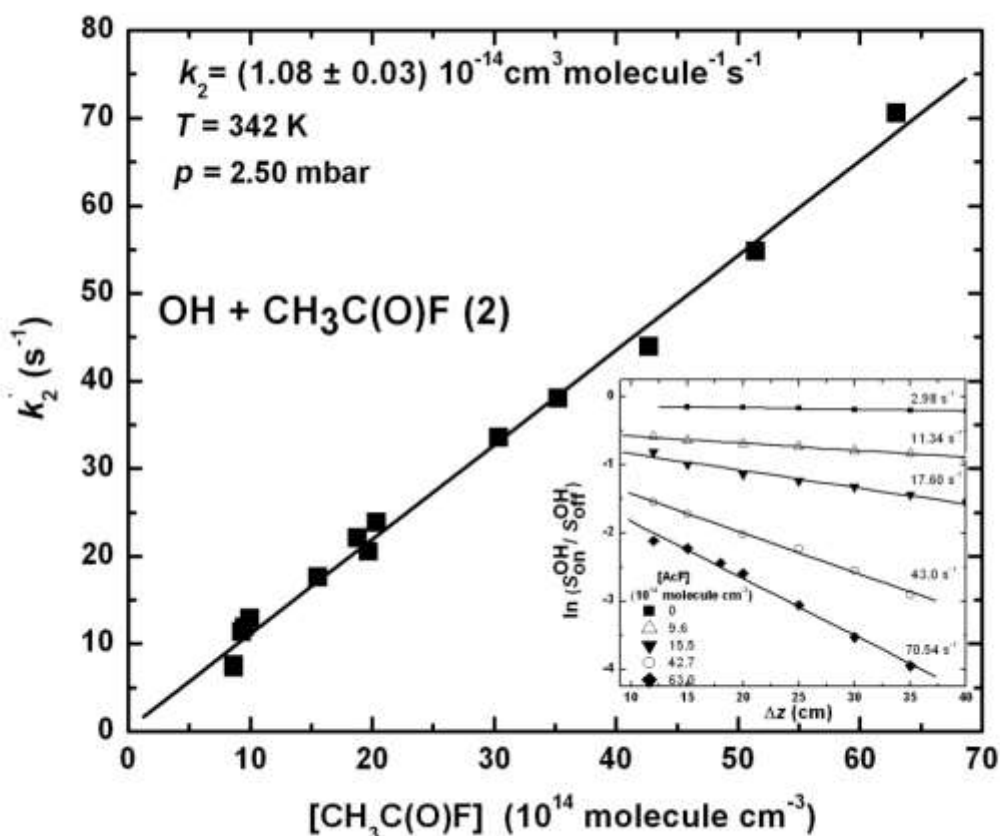 80
70
60
50
40
30
20
10
0
k₂ = (1.08 ± 0.03) 10⁻¹⁴cm³molecule⁻¹s⁻¹
T = 342 K
p = 2.50 mbar
OH + CH₃C(O)F (2)
k₂' (s⁻¹)
0 10 20 30 40 50 60 70
[CH₃C(O)F] (10¹⁴ molecule cm⁻³)
0
-1
-2
-3
-4
ln (S^OH_on / S^OH_off)
2.98 s⁻¹
11.34 s⁻¹
17.60 s⁻¹
43.0 s⁻¹
70.54 s⁻¹
[AcF]
(10¹⁴ molecule cm⁻³)
0
9.6
15.5
42.7
63.0
10 15 20 25 30 35 40
Δz (cm)